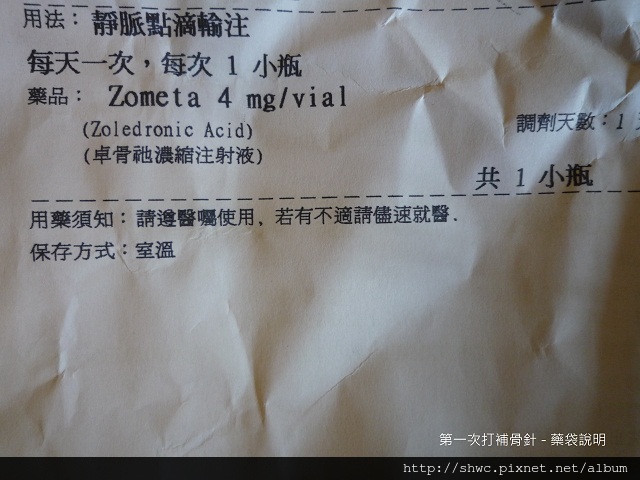 用法：靜脈點滴輸注
每天一次，每次 1 小瓶
藥品： Zometa 4 mg/vial
(Zoledronic Acid)
調劑天數：1
(卓骨祂濃縮注射液)
共 1 小瓶
用藥須知：請遵醫囑使用，若有不適請儘速就醫.
保存方式：室溫
第一次打補骨針 - 藥袋說明
http://shwc.pixnet.net/album